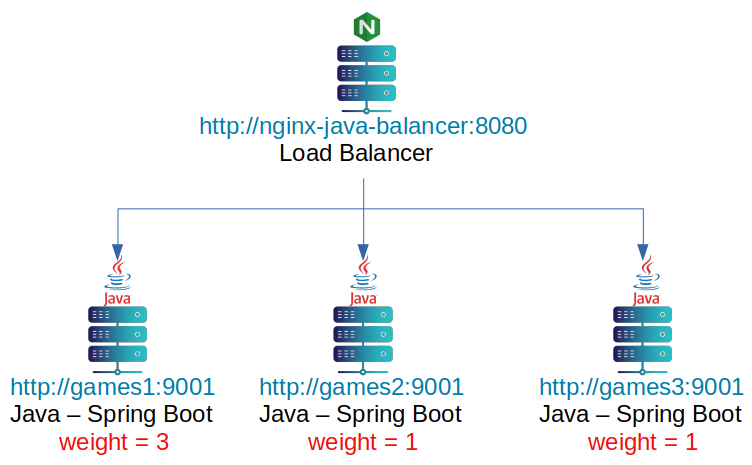 N
http://nginx-java-balancer:8080
Load Balancer
Java
Java
Java
http://games1:9001
http://games2:9001
http://games3:9001
Java – Spring Boot
Java – Spring Boot
Java – Spring Boot
weight = 3
weight = 1
weight = 1